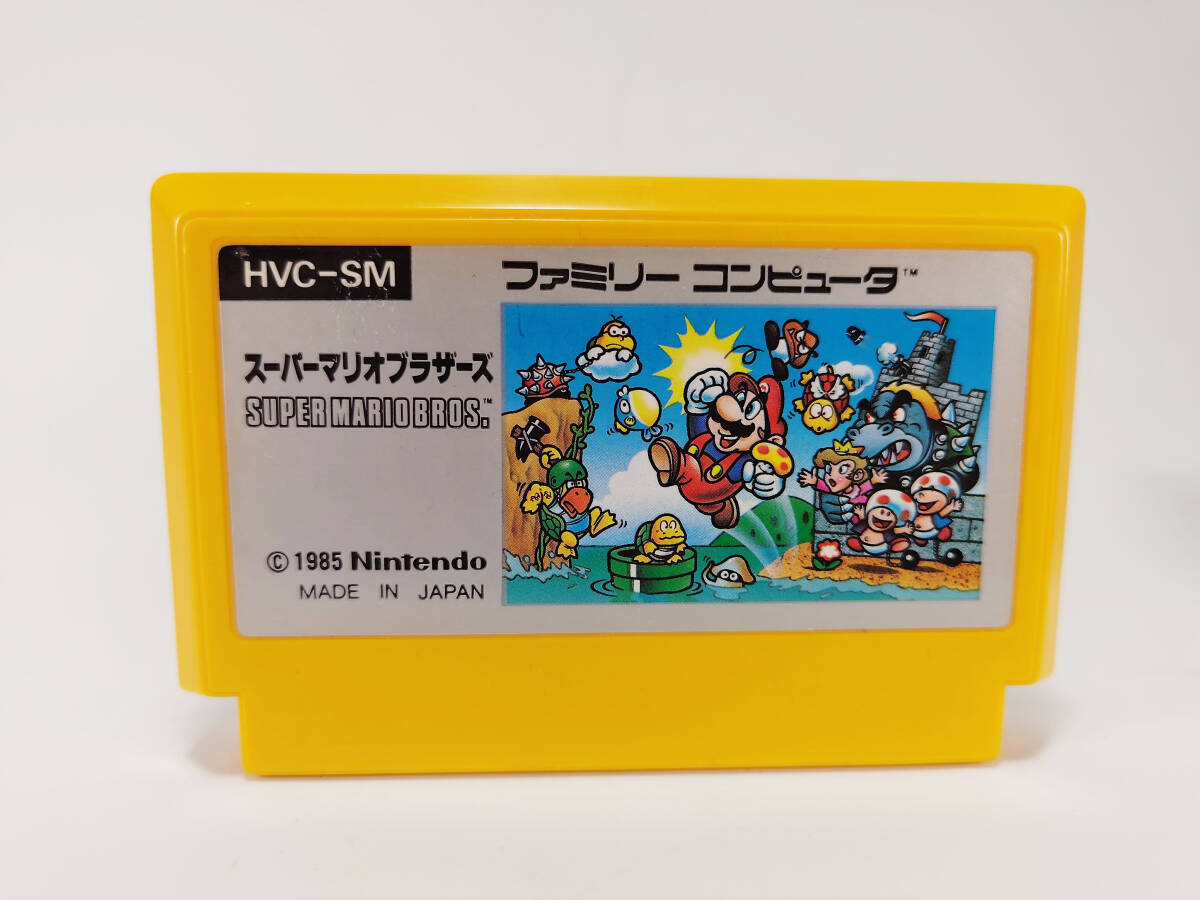 HVC-SM
ファミリー コンピュータ™
スーパーマリオブラザーズ
SUPER MARIO BROS.™
© 1985 Nintendo
MADE IN JAPAN